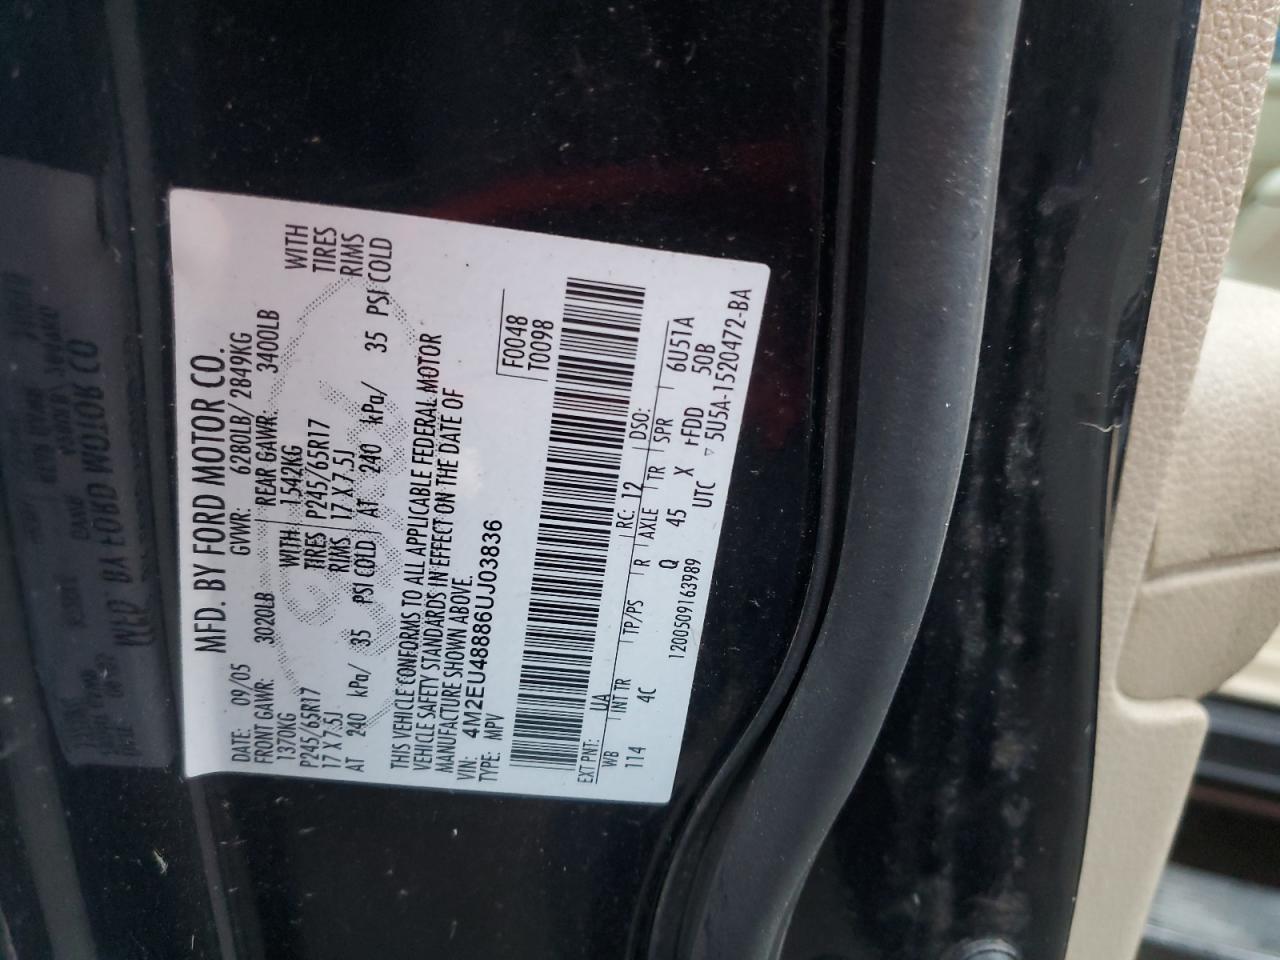 MFD. BY FORD MOTOR CO.
DATE: 09/05 GVWR: 6280LB/ 2849KG
FRONT GAWR: 3020LB REAR GAWR: 3400LB
1370KG WITH 1542KG WITH
P245/65R17 TIRES P245/65R17 TIRES
17 X 7.5J RIMS 17 X 7.5J RIMS
AT 240 kPa/ 35 PSI COLD AT 240 kPa/ 35 PSI COLD
THIS VEHICLE CONFORMS TO ALL APPLICABLE FEDERAL MOTOR
VEHICLE SAFETY STANDARDS IN EFFECT ON THE DATE OF
MANUFACTURE SHOWN ABOVE.
VIN: 4M2EU48886UJ03836
TYPE: MPV
F0048
T0098
EXT PNT: UA RC: 12 DSO:
WB INT TR TP/PS R AXLE TR SPR 6U51A
114 4C Q 45 X FDD 50B
1200509163989 UTC 5U5A-1520472-BA